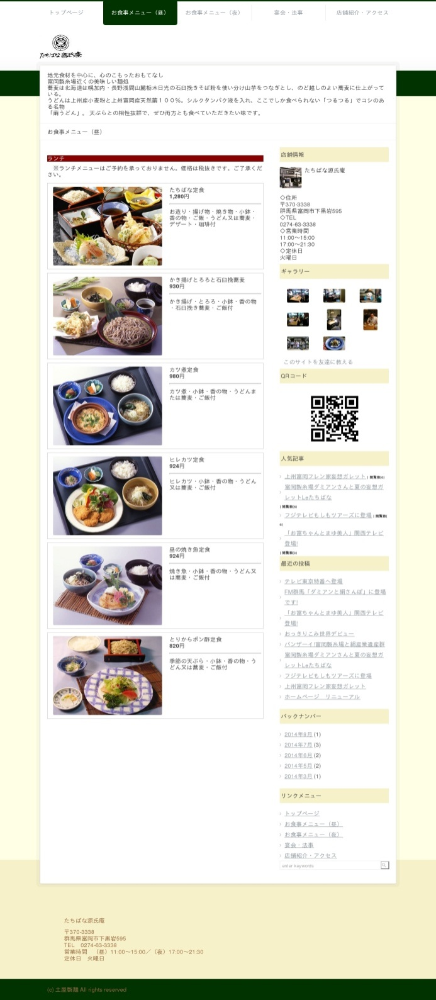 トップページ
お食事メニュー（昼）
お食事メニュー（夜）
宴会・法事
店舗紹介・アクセス
たちばな源氏庵
地元食材を中心に、心のこもったおもてなし
富岡製糸場近くの美味しい麺処
蕎麦は北海道は幌加内・長野浅間山麓栃木日光の石臼挽きそば粉を使い分け山芋をつなぎとし、のど越しのよい蕎麦に仕上がって
いる。
うどんは上州産小麦粉と上州富岡産天然繭１００％。シルクタンパク液を入れ、ここでしか食べられない「つるつる」でコシのあ
る名物
「繭うどん」。 天ぷらとの相性抜群で、ぜひ両方とも食べていただきたい味です。
お食事メニュー（昼）
ランチ
※ランチメニューはご予約を承っておりません。価格は税抜きです。ご了承くだ
さい。
たちばな定食
1,280円
お造り・揚げ物・焼き物・小鉢・
香の物・ご飯・うどん又は蕎麦・
デザート・珈琲付
かき揚げとろろと石臼挽蕎麦
930円
かき揚げ・とろろ・小鉢・香の物
・石臼挽き蕎麦・ご飯付
カツ煮定食
980円
カツ煮・小鉢・香の物・うどんま
たは蕎麦・ご飯付
ヒレカツ定食
924円
ヒレカツ・小鉢・香の物・うどん
又は蕎麦・ご飯付
昼の焼き魚定食
924円
焼き魚・小鉢・香の物・うどん又
は蕎麦・ご飯付
とりからポン酢定食
820円
季節の天ぷら・小鉢・香の物・う
どん又は蕎麦・ご飯付
店舗情報
たちばな源氏庵
◇住所
〒370-3338
群馬県富岡市下黒岩595
◇TEL
0274-63-3338
◇営業時間
11:00～15:00
17:00～21:30
◇定休日
火曜日
ギャラリー
このサイトを友達に教える
QRコード
人気記事
上州富岡フレン家妄想ガレット
富岡製糸場ダミアンさんと夏の妄想ガ
レットLeたちばな
フジテレビもしもツアーズに登場
「お富ちゃんとまゆ美人」関西テレビ
登場!
最近の投稿
テレビ東京特番へ登場
FM群馬「ダミアンと絹さんぽ」に登場
です!
「お富ちゃんとまゆ美人」関西テレビ
登場!
おっきりこみ世界デビュー
バンザーイ!富岡製糸場と絹産業遺産群
富岡製糸場ダミアンさんと夏の妄想ガ
レットLeたちばな
フジテレビもしもツアーズに登場
上州富岡フレン家妄想ガレット
ホームページ　リニューアル
バックナンバー
2014年8月 (1)
2014年7月 (3)
2014年6月 (2)
2014年5月 (2)
2014年3月 (1)
リンクメニュー
トップページ
お食事メニュー（昼）
お食事メニュー（夜）
宴会・法事
店舗紹介・アクセス
enter keywords
たちばな源氏庵
〒370-3338
群馬県富岡市下黒岩595
TEL　0274-63-3338
営業時間　（昼）11:00～15:00／（夜）17:00～21:30
定休日　火曜日
(c) 土屋製麺 All rights reserved